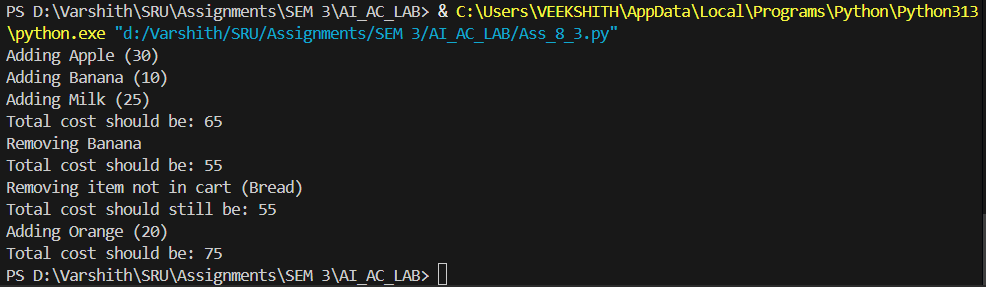 PS D:\Varshith\SRU\Assignments\SEM 3\AI_AC_LAB> & C:\Users\VEEKSHITH\AppData\Local\Programs\Python\Python313
\python.exe "d:/Varshith/SRU/Assignments/SEM 3/AI_AC_LAB/Ass_8_3.py"
Adding Apple (30)
Adding Banana (10)
Adding Milk (25)
Total cost should be: 65
Removing Banana
Total cost should be: 55
Removing item not in cart (Bread)
Total cost should still be: 55
Adding Orange (20)
Total cost should be: 75
PS D:\Varshith\SRU\Assignments\SEM 3\AI_AC_LAB>